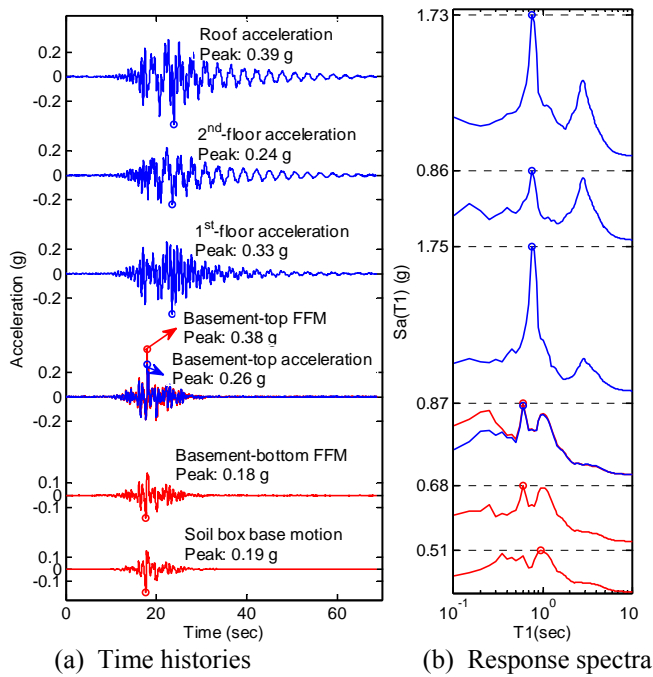 Acceleration (g)
0.2
0
-0.2
Roof acceleration
Peak: 0.39 g
0.2
0
-0.2
2nd-floor acceleration
Peak: 0.24 g
0.2
0
-0.2
1st-floor acceleration
Peak: 0.33 g
Basement-top FFM
Peak: 0.38 g
Basement-top acceleration
Peak: 0.26 g
0.2
0
-0.2
Basement-bottom FFM
Peak: 0.18 g
0.1
0
-0.1
Soil box base motion
Peak: 0.19 g
0.1
0
-0.1
0 20 40 60
Time (sec)
(a) Time histories
Sa(T1) (g)
1.73
0.86
1.75
0.87
0.68
0.51
10-1 100 10
T1(sec)
(b) Response spectra